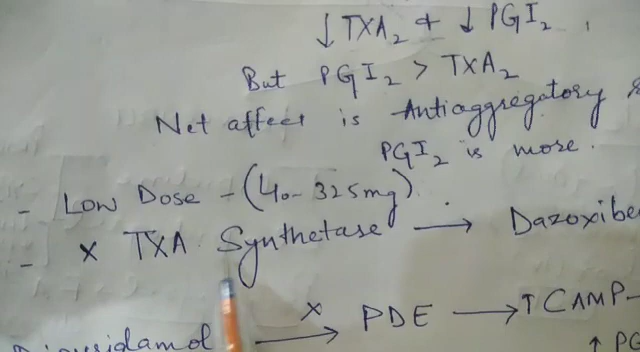 ↓ TXA2 + ↓ PGI2 ,
But PGI2 > TXA2
Net affect is Antiaggregatory &
PGI2 is more.
- Low Dose - (40-325mg).
- x TXA Synthetase → Dazoxibe
x PDE → ↑ CAMP-
↑ PG